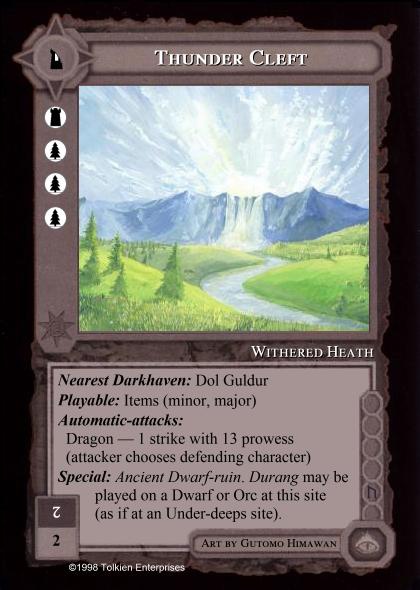 Thunder Cleft
Withered Heath
Nearest Darkhaven: Dol Guldur
Playable: Items (minor, major)
Automatic-attacks:
Dragon — 1 strike with 13 prowess
(attacker chooses defending character)
Special: Ancient Dwarf-ruin. Durang may be
played on a Dwarf or Orc at this site
(as if at an Under-deeps site).
2
2
Art by Gutomo Himawan
©1998 Tolkien Enterprises